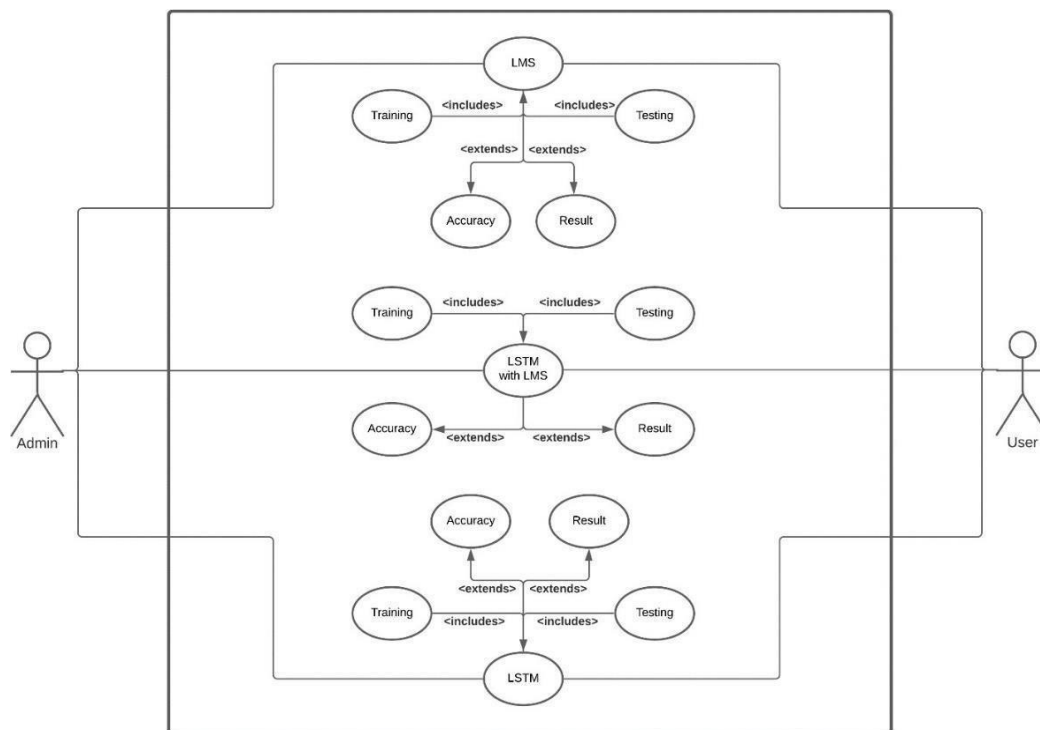 LMS
Training
<includes>
<includes>
Testing
<extends>
<extends>
Accuracy
Result
Training
<includes>
<includes>
Testing
LSTM
with LMS
Admin
User
Accuracy
<extends>
<extends>
Result
Accuracy
Result
<extends>
<extends>
Training
<includes>
<includes>
Testing
LSTM